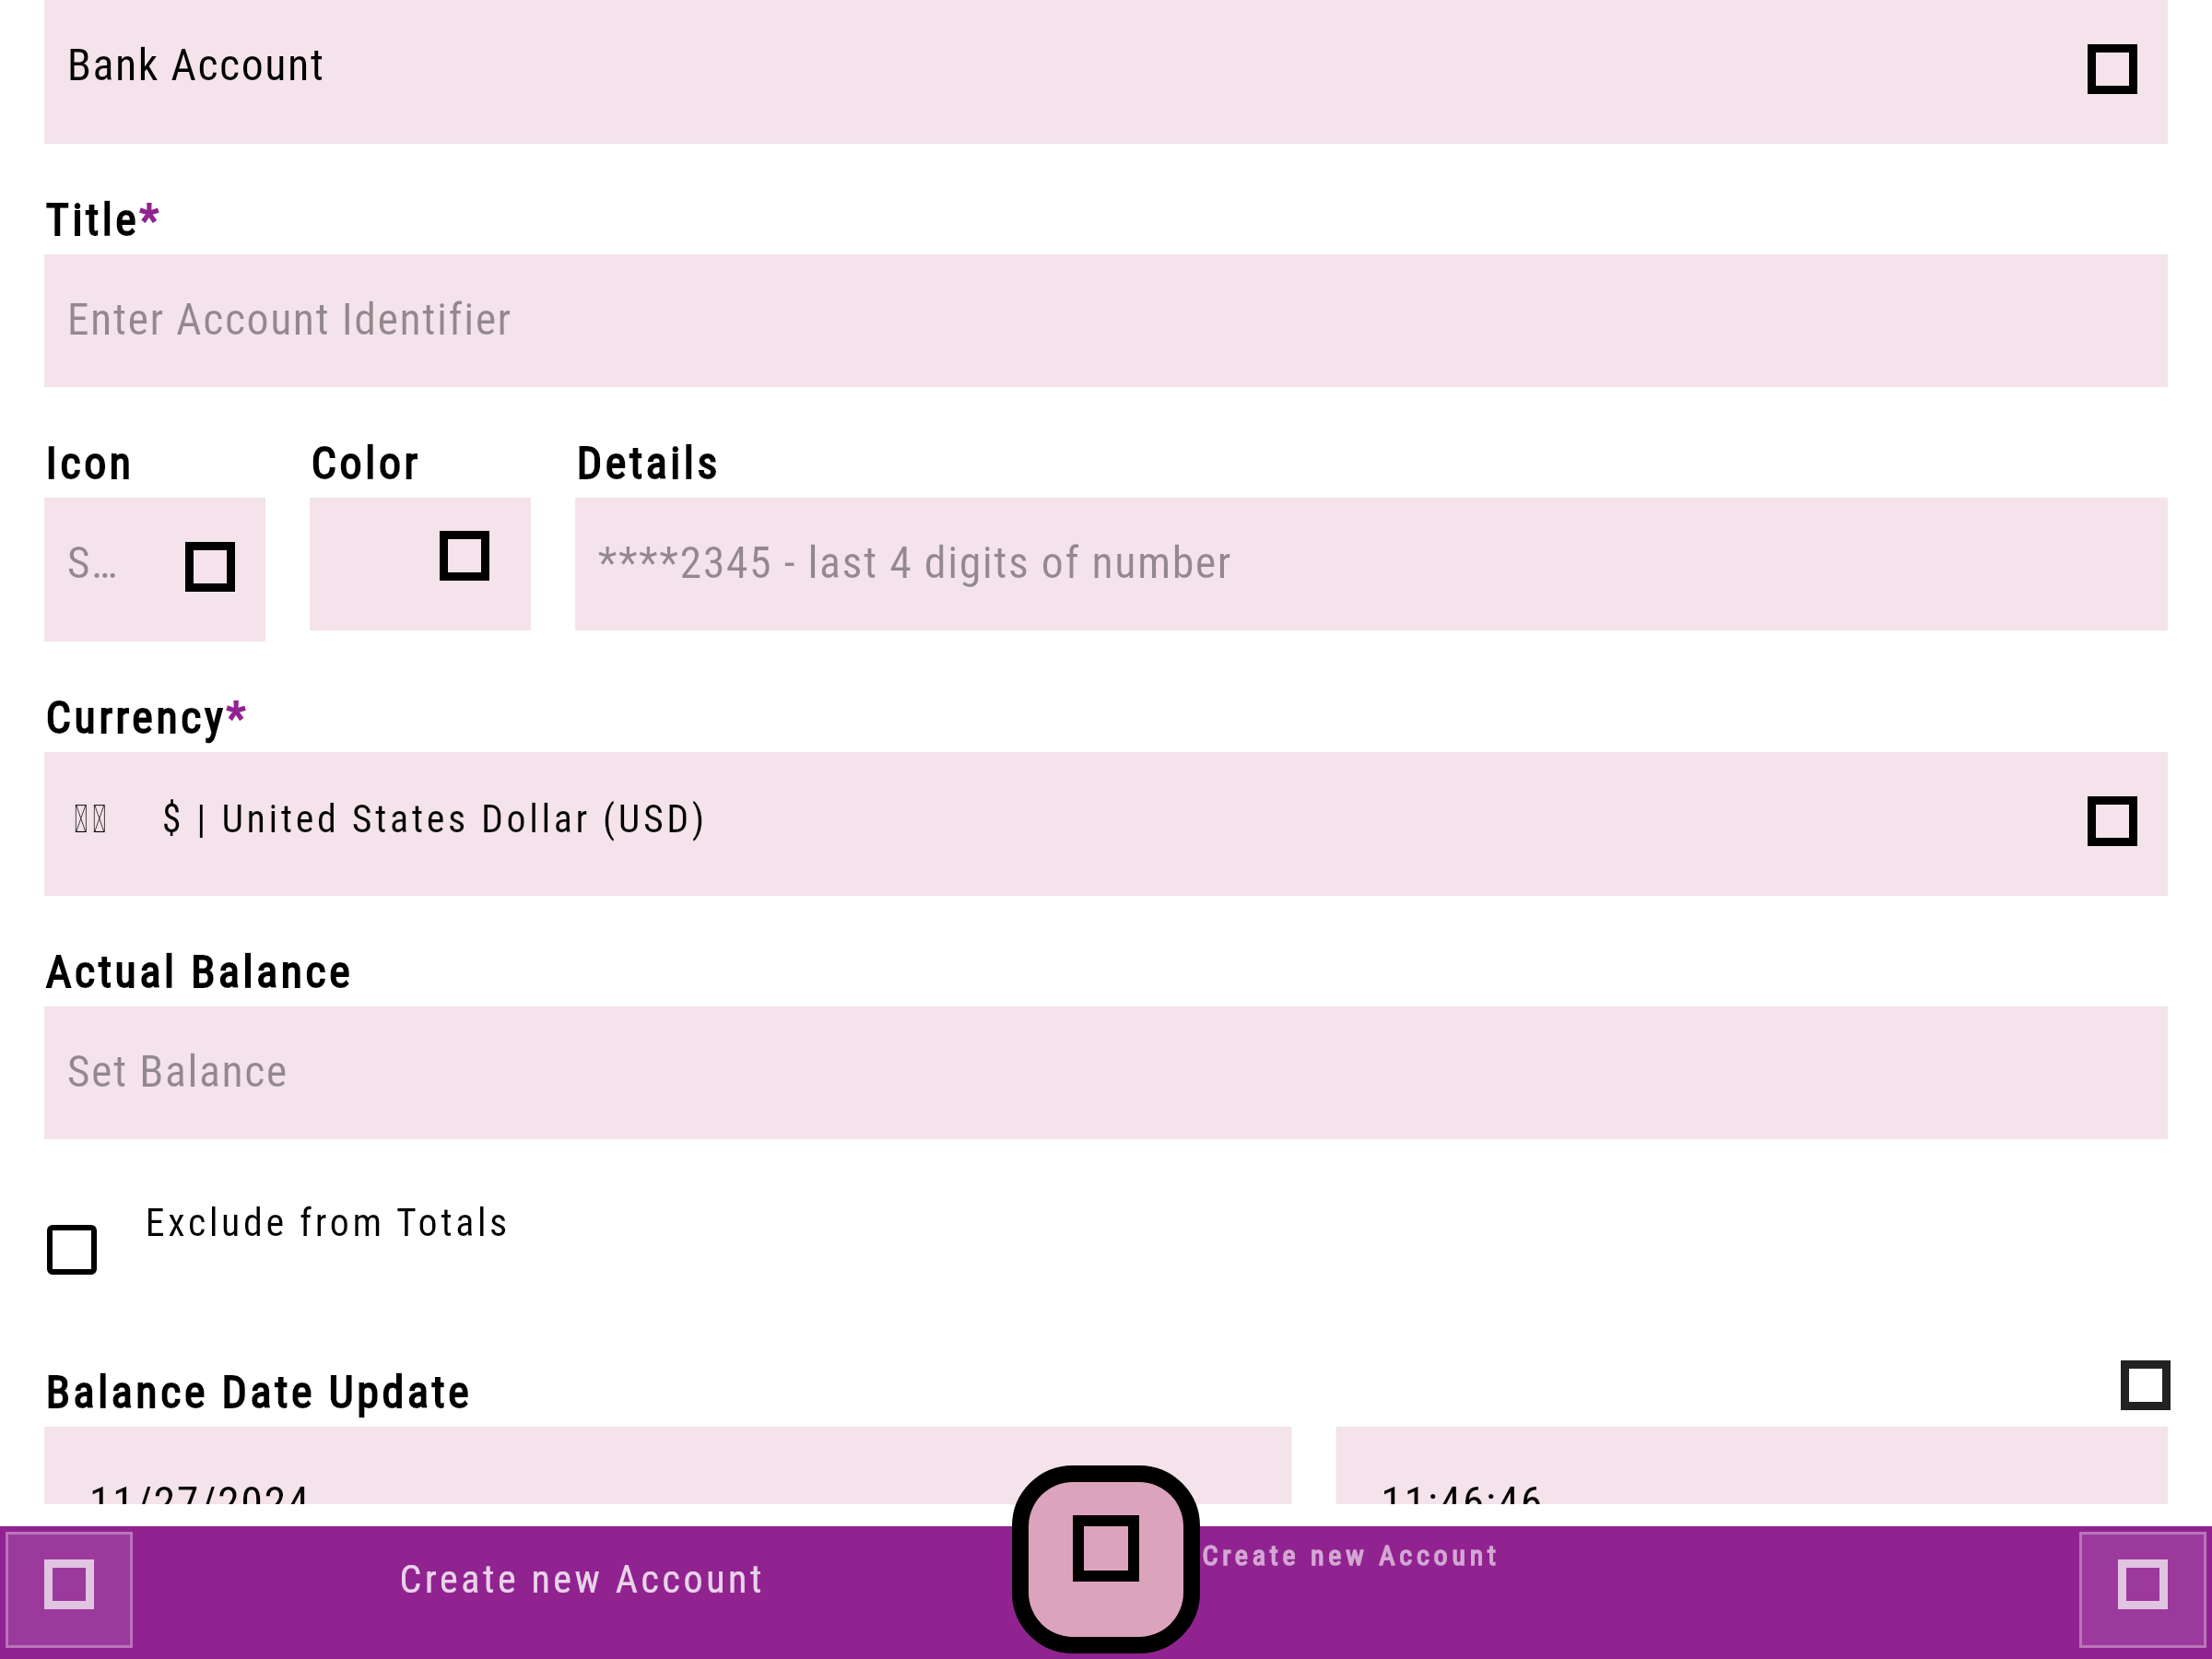 Bank Account
Title*
Enter Account Identifier
Icon Color Details
S… ****2345 - last 4 digits of number
Currency*
$ | United States Dollar (USD)
Actual Balance
Set Balance
Exclude from Totals
Balance Date Update
11/27/2024 11:46:46
Create new Account
Create new Account